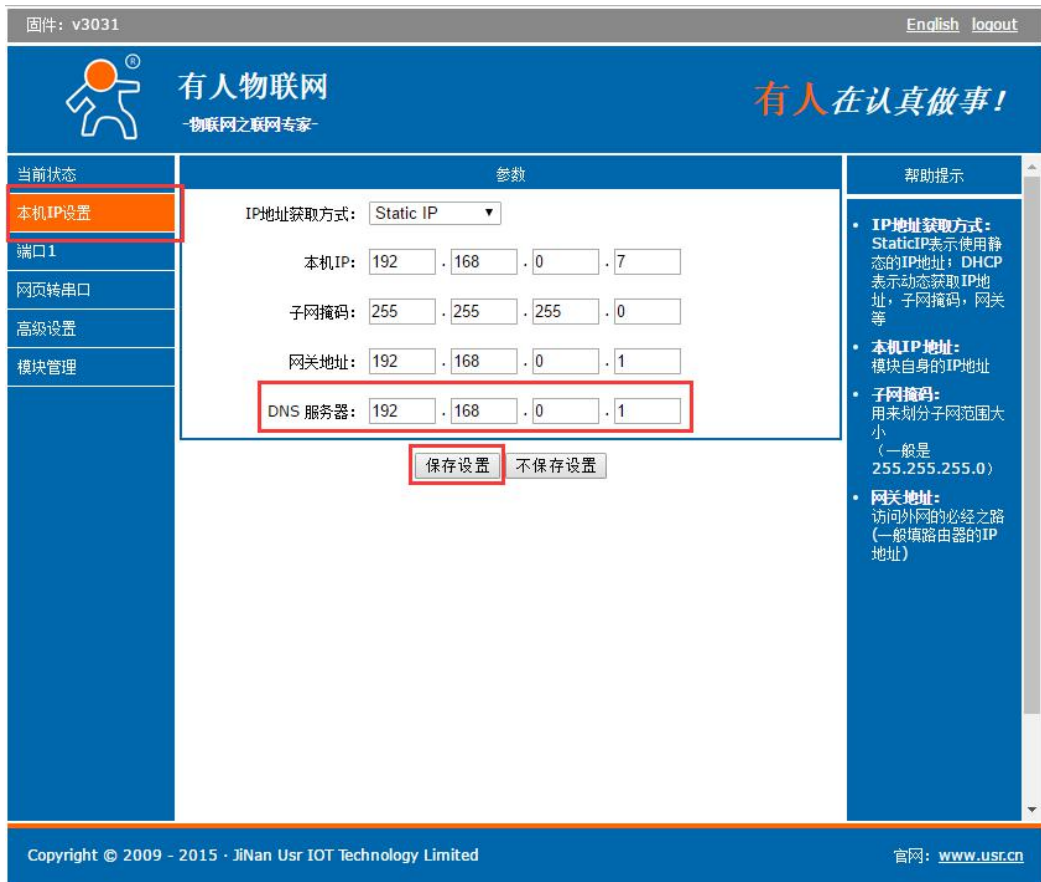 固件：v3031
English logout
®
有人物联网
-物联网之联网专家-
有人在认真做事！
当前状态
本机IP设置
端口1
网页转串口
高级设置
模块管理
参数
IP地址获取方式： Static IP
本机IP： 192 . 168 . 0 . 7
子网掩码： 255 . 255 . 255 . 0
网关地址： 192 . 168 . 0 . 1
DNS 服务器： 192 . 168 . 0 . 1
保存设置 不保存设置
帮助提示
• IP地址获取方式：
StaticIP表示使用静
态的IP地址；DHCP
表示动态获取IP地
址，子网掩码，网关
等
• 本机IP地址：
模块自身的IP地址
• 子网掩码：
用来划分子网范围大
小
（一般是
255.255.255.0）
• 网关地址：
访问外网的必经之路
(一般填路由器的IP
地址)
Copyright © 2009 - 2015 · JiNan Usr IOT Technology Limited
官网：www.usr.cn